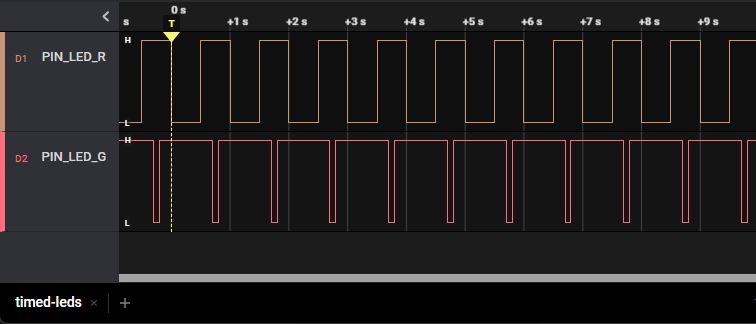 0 s
s T +1 s +2 s +3 s +4 s +5 s +6 s +7 s +8 s +9 s
H
D1 PIN_LED_R
L
H
D2 PIN_LED_G
L
timed-leds × +